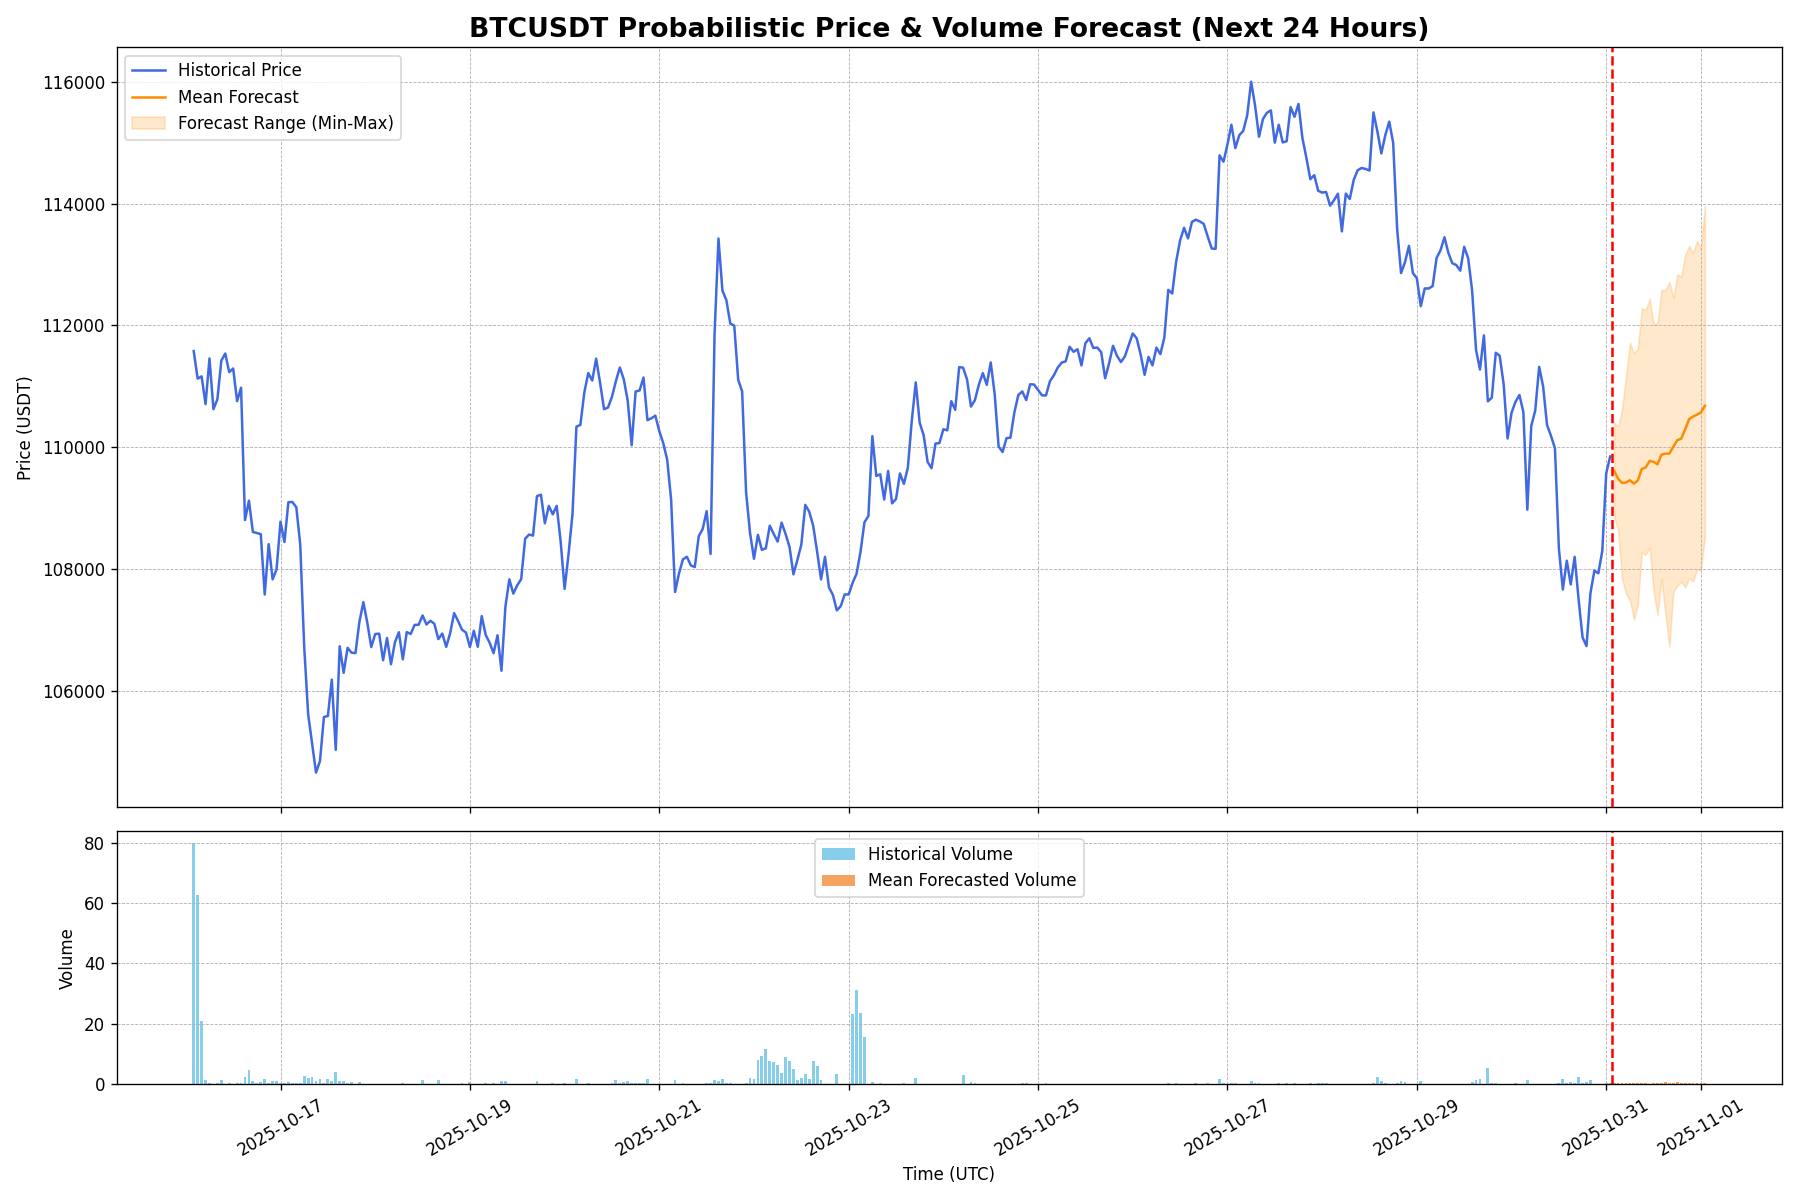 BTCUSDT Probabilistic Price & Volume Forecast (Next 24 Hours)
Historical Price
Mean Forecast
Forecast Range (Min-Max)
116000
114000
112000
110000
108000
106000
Price (USDT)
Historical Volume
Mean Forecasted Volume
80
60
40
20
0
Volume
2025-10-17
2025-10-19
2025-10-21
2025-10-23
2025-10-25
2025-10-27
2025-10-29
2025-10-31
2025-11-01
Time (UTC)